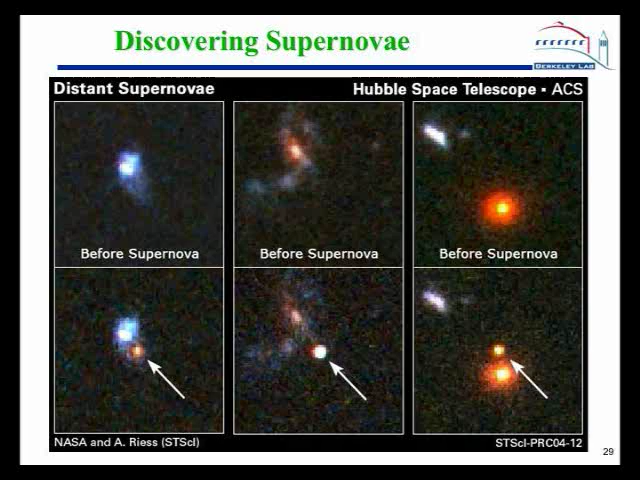 Discovering Supernovae
BERKELEY LAB
Distant Supernovae
Hubble Space Telescope • ACS
Before Supernova
Before Supernova
Before Supernova
NASA and A. Riess (STScI)
STScI-PRC04-12
29